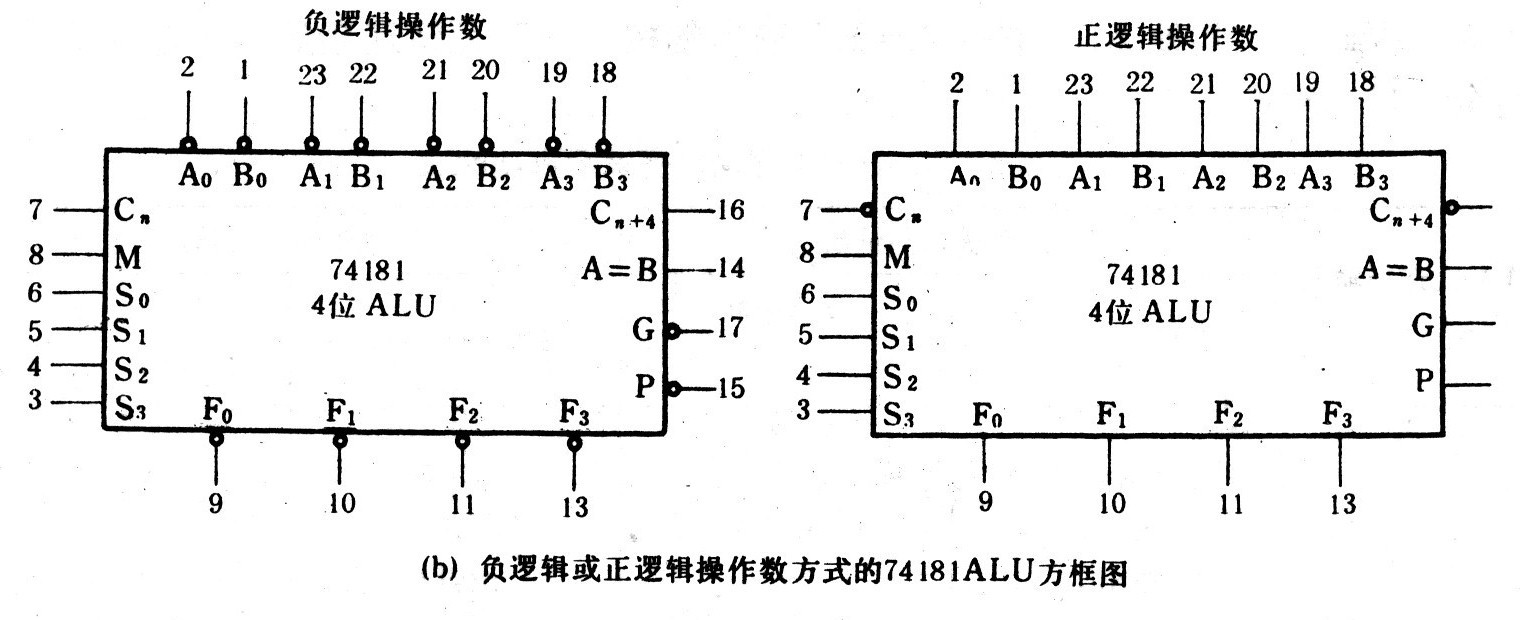 负逻辑操作数
2 1 23 22 21 20 19 18
A0 B0 A1 B1 A2 B2 A3 B3
7 Cn Cn+4 16
8 M A=B 14
74181
6 S0
4位 ALU
5 S1 G 17
4 S2 P 15
3 S3 F0 F1 F2 F3
9 10 11 13
正逻辑操作数
2 1 23 22 21 20 19 18
A0 B0 A1 B1 A2 B2 A3 B3
7 Cn Cn+4
8 M A=B
74181
6 S0
4位 ALU
5 S1 G
4 S2 P
3 S3 F0 F1 F2 F3
9 10 11 13
(b) 负逻辑或正逻辑操作数方式的74181ALU方框图